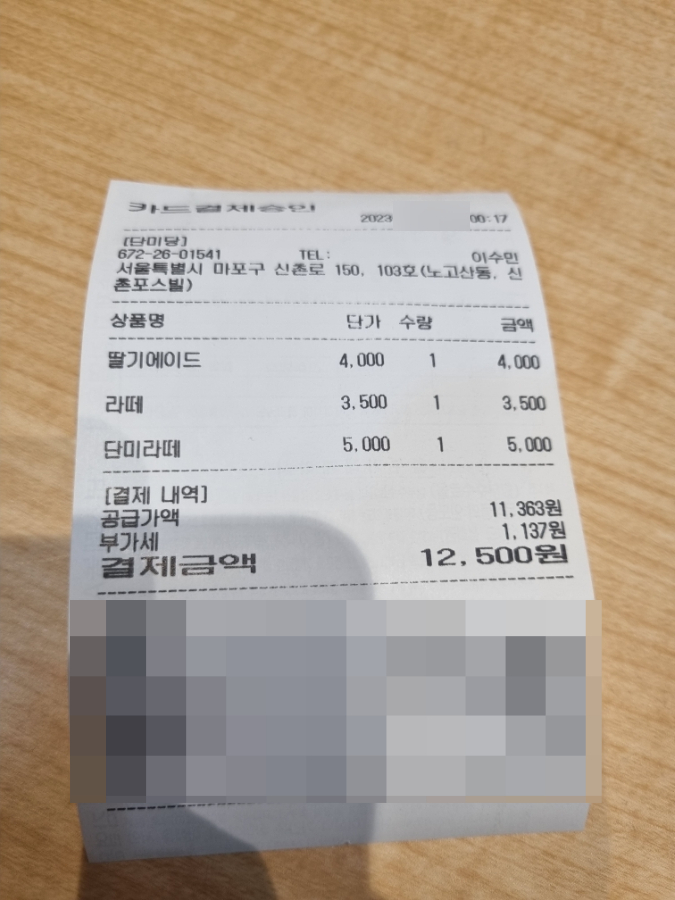 카드결제승인
2023 00:17
[단미당]
672-26-01541 TEL: 이수민
서울특별시 마포구 신촌로 150, 103호(노고산동, 신
촌포스빌)
상품명 단가 수량 금액
딸기에이드 4,000 1 4,000
라떼 3,500 1 3,500
단미라떼 5,000 1 5,000
[결제 내역]
공급가액 11,363원
부가세 1,137원
결제금액 12,500원